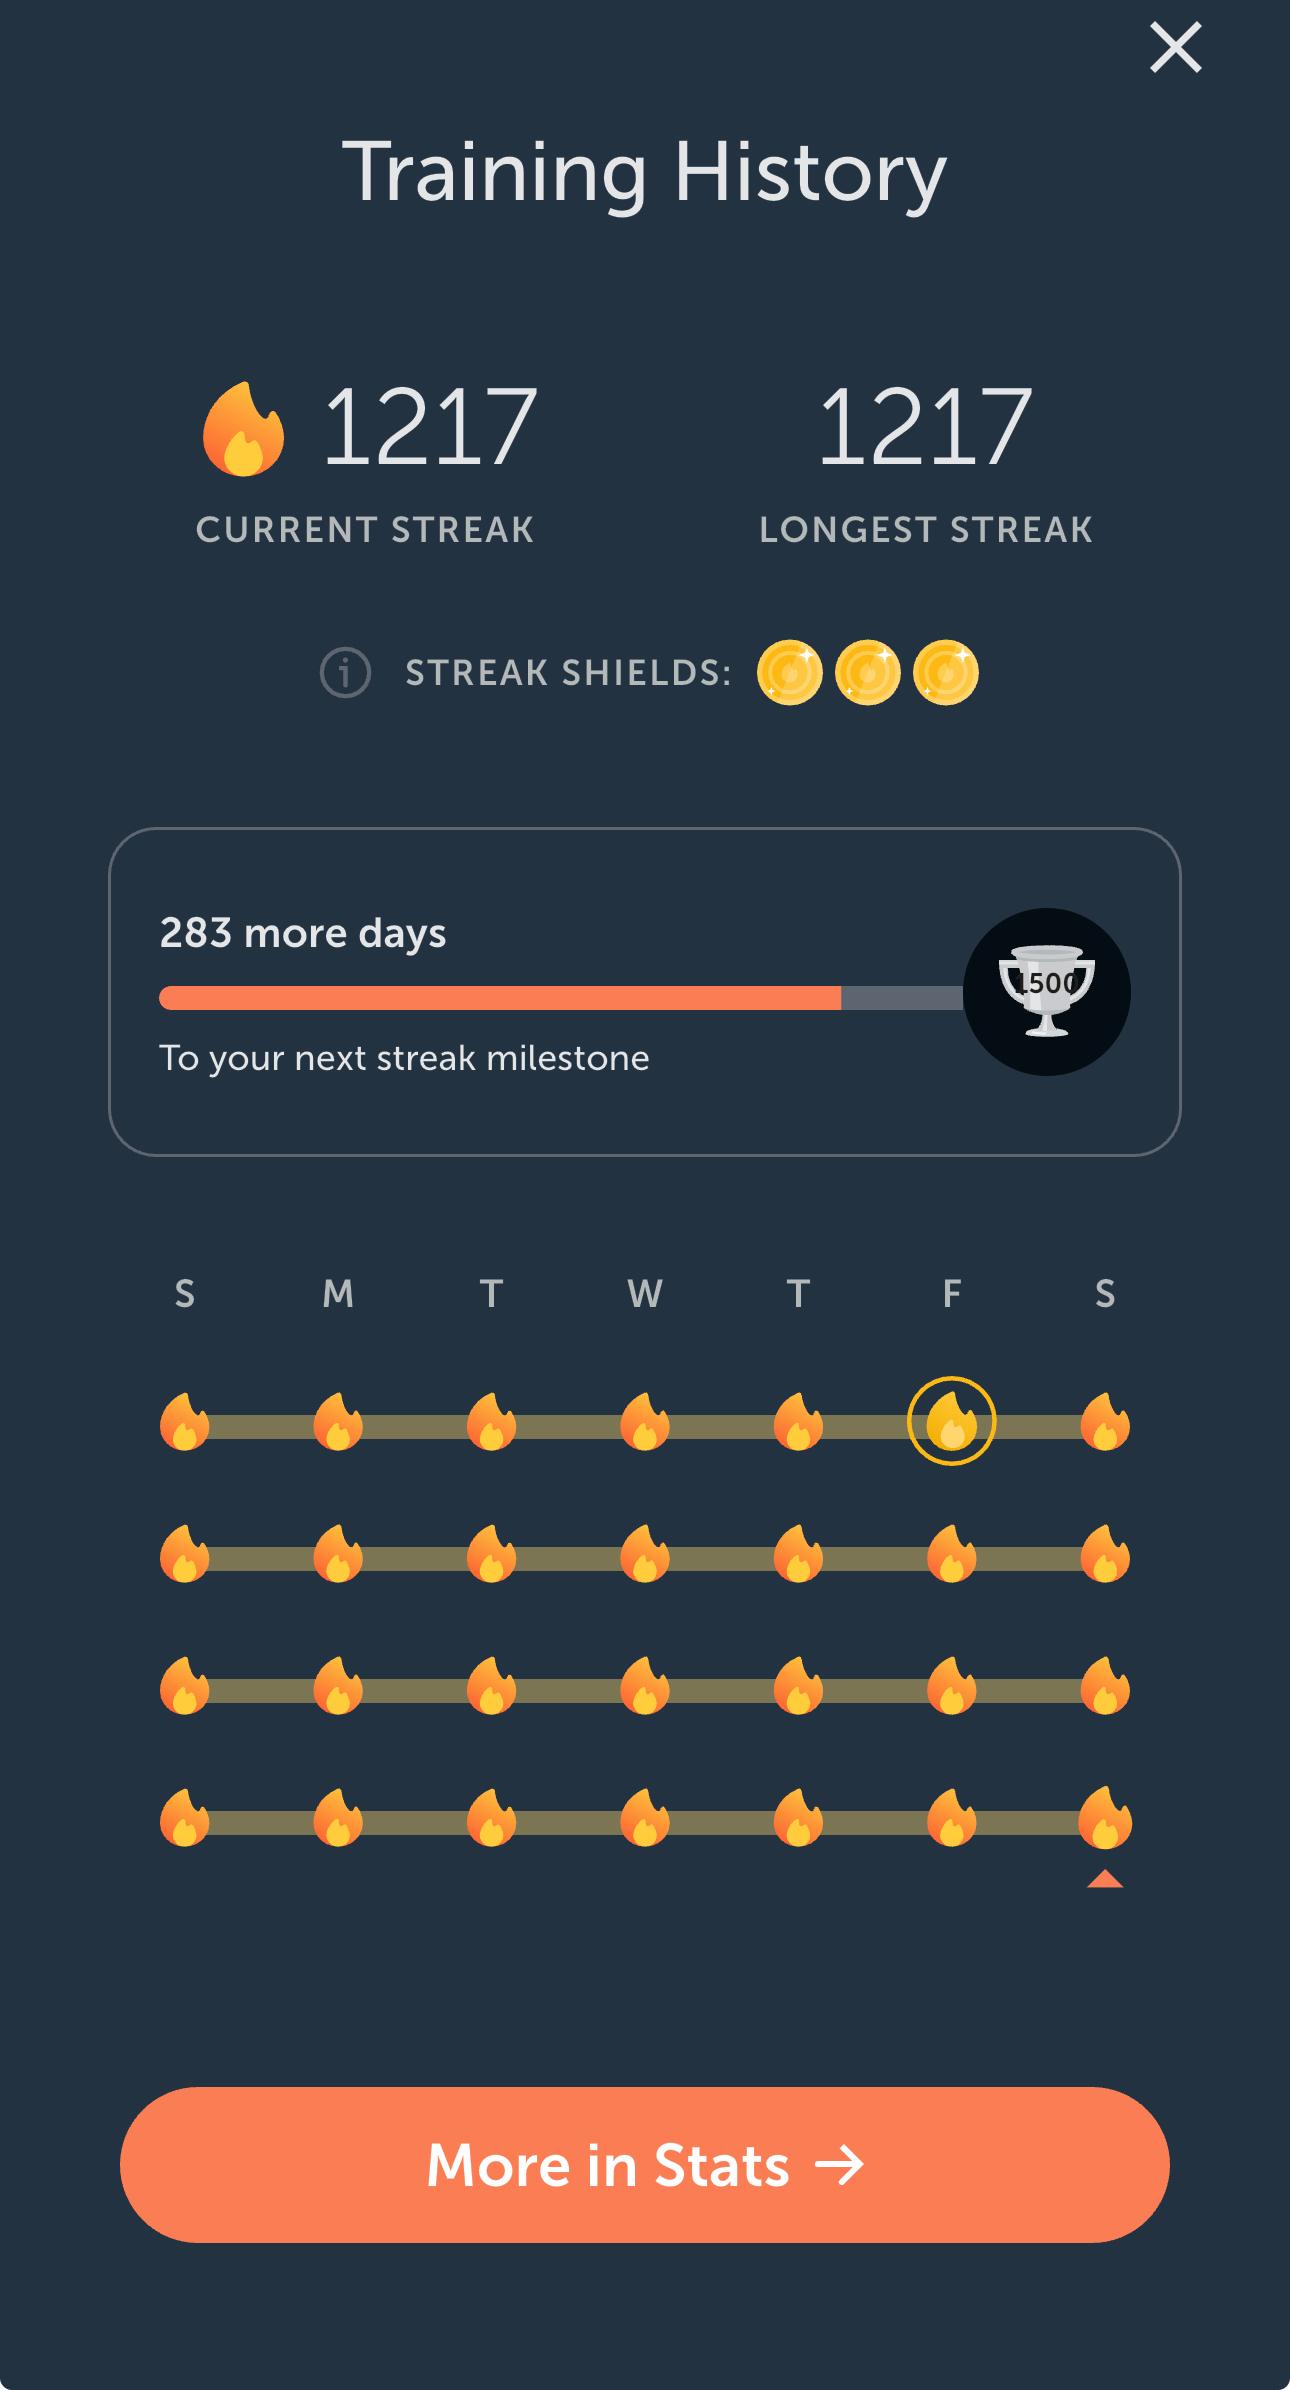 Training History
1217 1217
CURRENT STREAK LONGEST STREAK
STREAK SHIELDS:
283 more days
1500
To your next streak milestone
S M T W T F S
More in Stats →